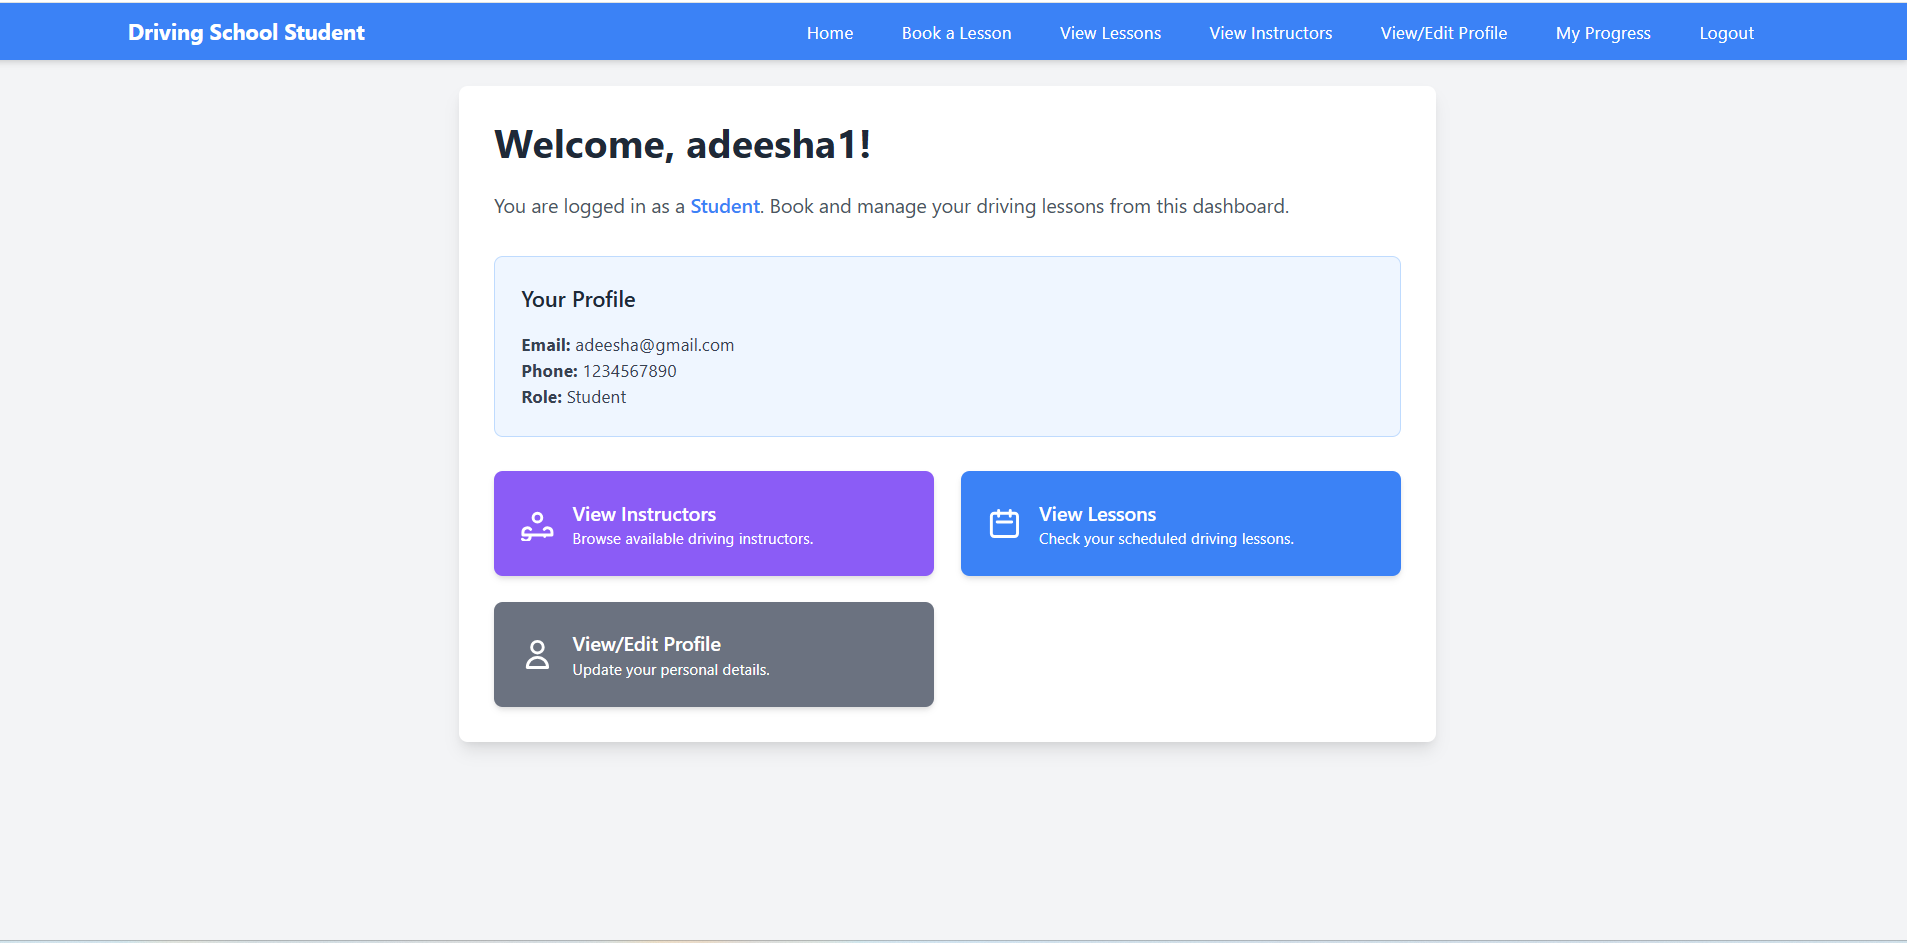 Driving School Student
Home Book a Lesson View Lessons View Instructors View/Edit Profile My Progress Logout
Welcome, adeesha1!
You are logged in as a Student. Book and manage your driving lessons from this dashboard.
Your Profile
Email: adeesha@gmail.com
Phone: 1234567890
Role: Student
View Instructors
Browse available driving instructors.
View Lessons
Check your scheduled driving lessons.
View/Edit Profile
Update your personal details.